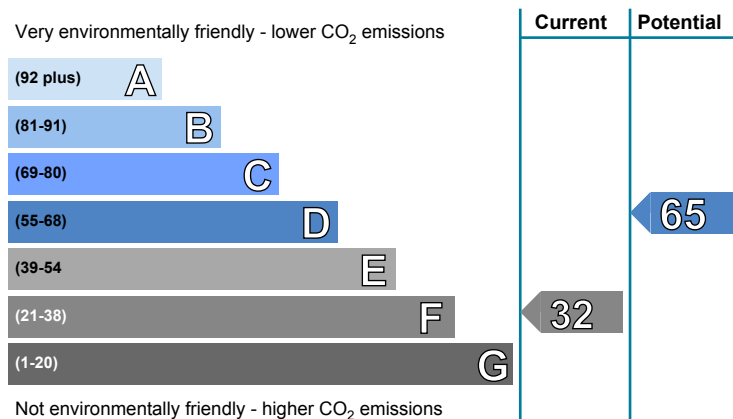 Current Potential
Very environmentally friendly - lower CO2 emissions
(92 plus) A
(81-91) B
(69-80) C
(55-68) D
65
(39-54 E
(21-38) F
32
(1-20) G
Not environmentally friendly - higher CO2 emissions